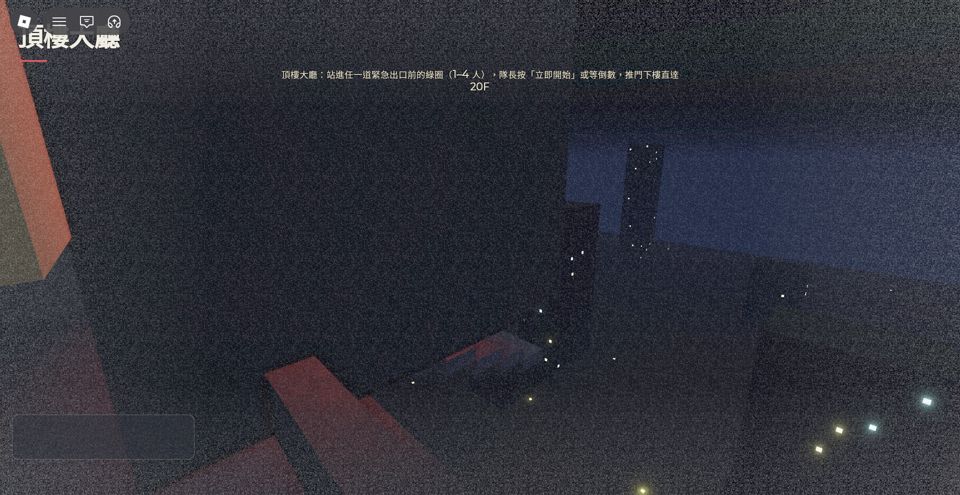 頂樓大廳
頂樓大廳：站進任一道緊急出口前的綠圈（1–4 人），隊長按「立即開始」或等倒數，推門下樓直達
20F